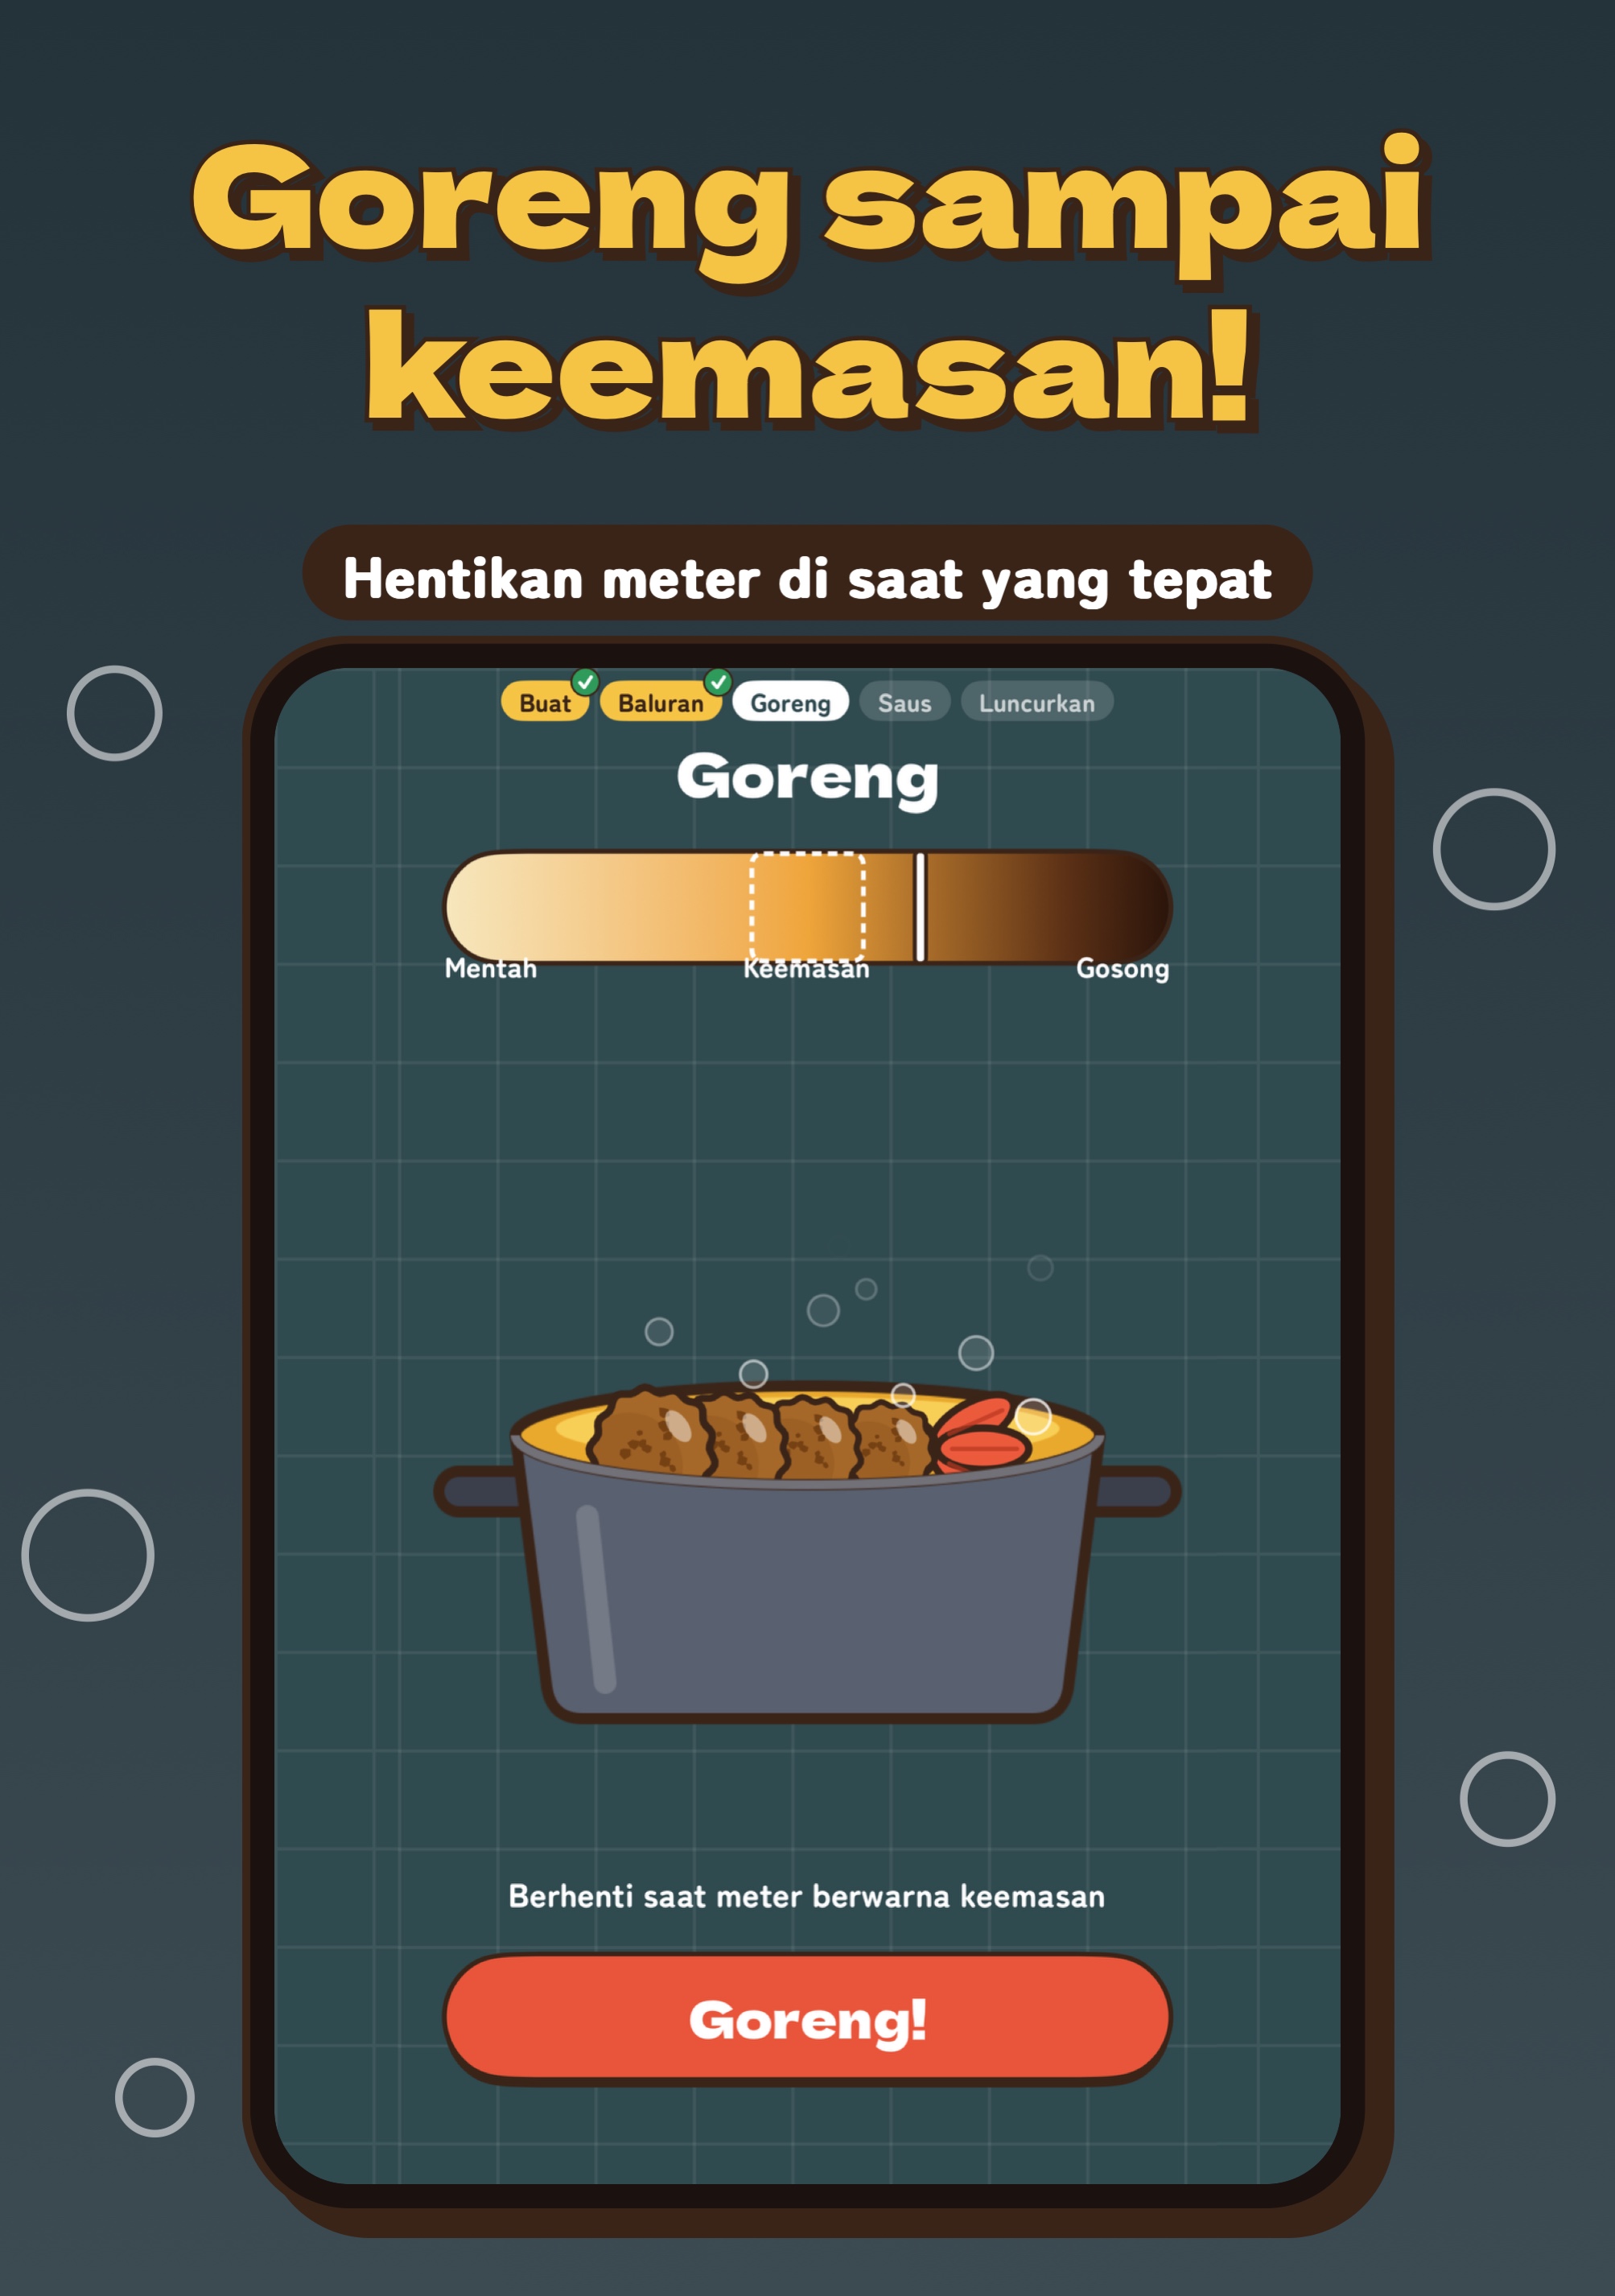 Goreng sampai
keemasan!
Hentikan meter di saat yang tepat
Buat Baluran Goreng Saus Luncurkan
Goreng
Mentah Keemasan Gosong
Berhenti saat meter berwarna keemasan
Goreng!